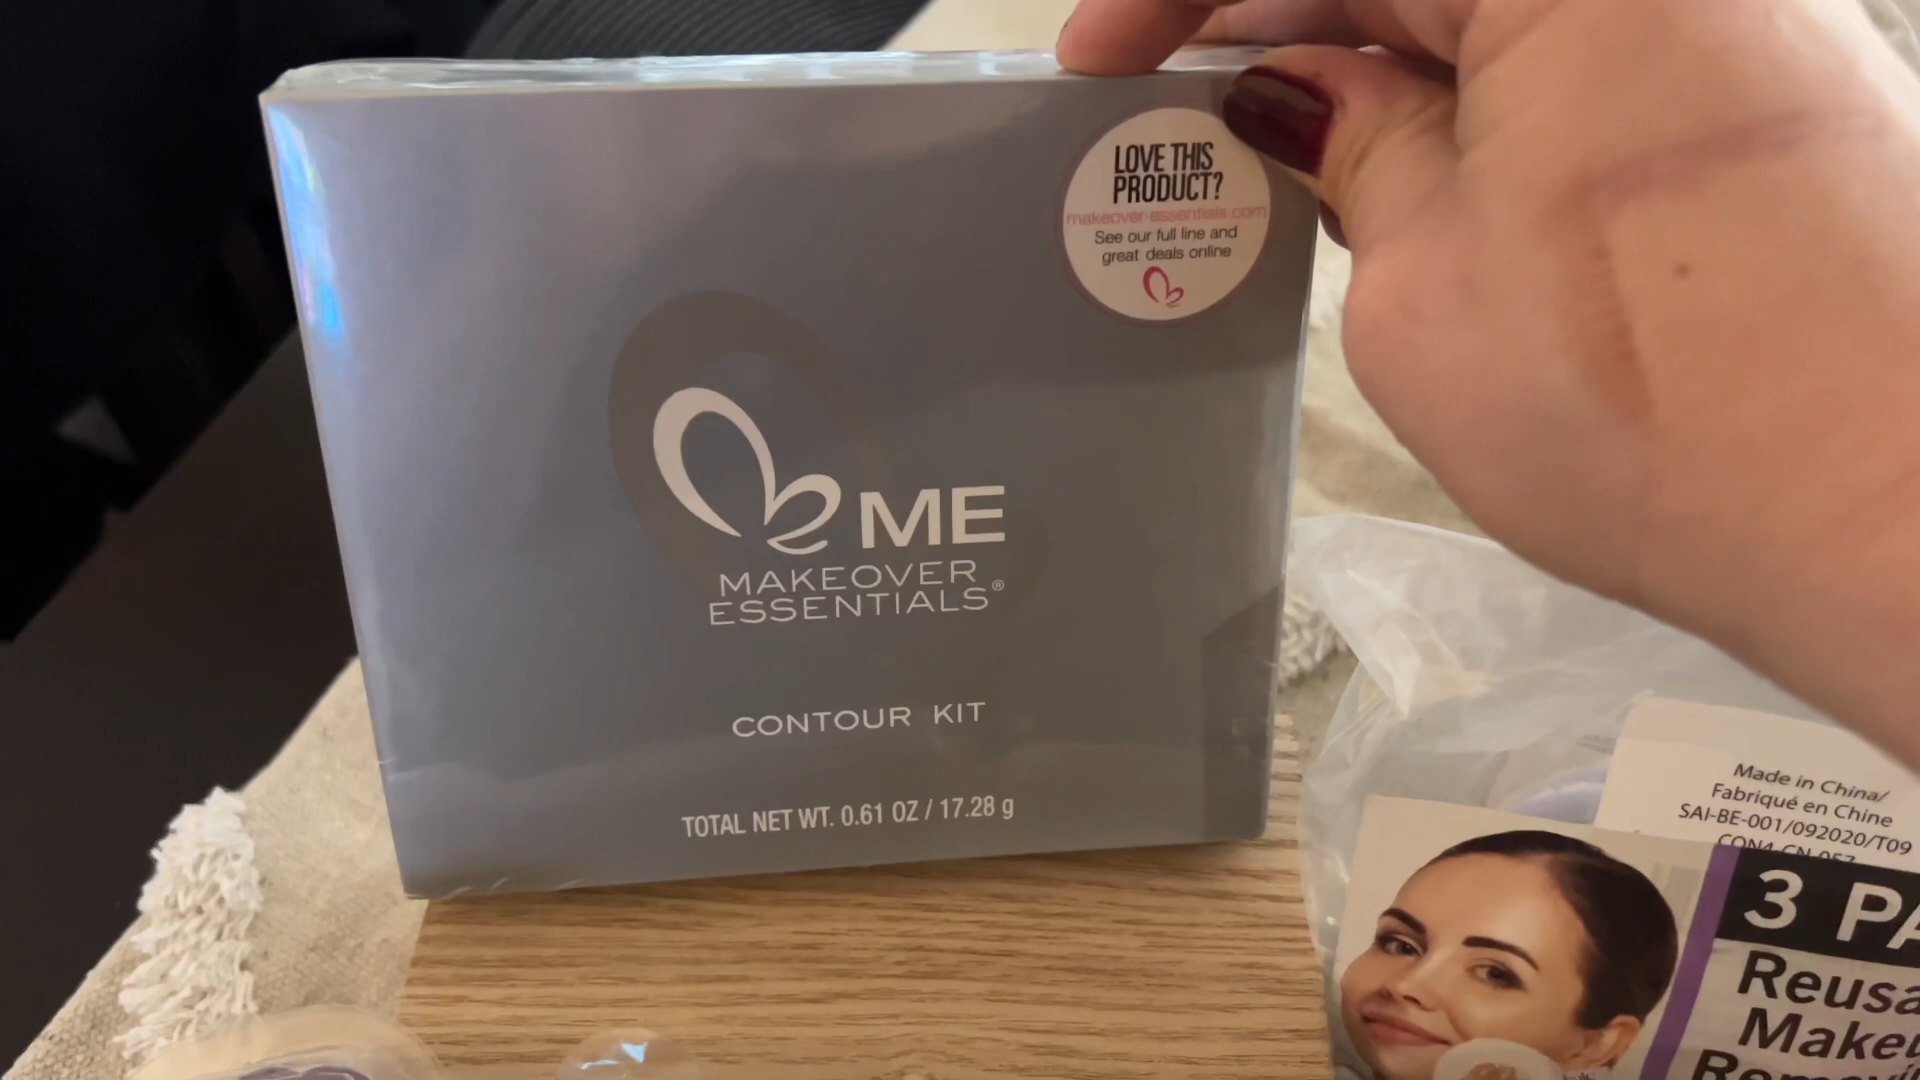 LOVE THIS
PRODUCT?
makeover-essentials.com
See our full line and
great deals online
ME
MAKEOVER
ESSENTIALS®
CONTOUR KIT
TOTAL NET WT. 0.61 OZ / 17.28 g
Made in China/
Fabriqué en Chine
SAI-BE-001/092020/T09
3 PA
Reusa
Make